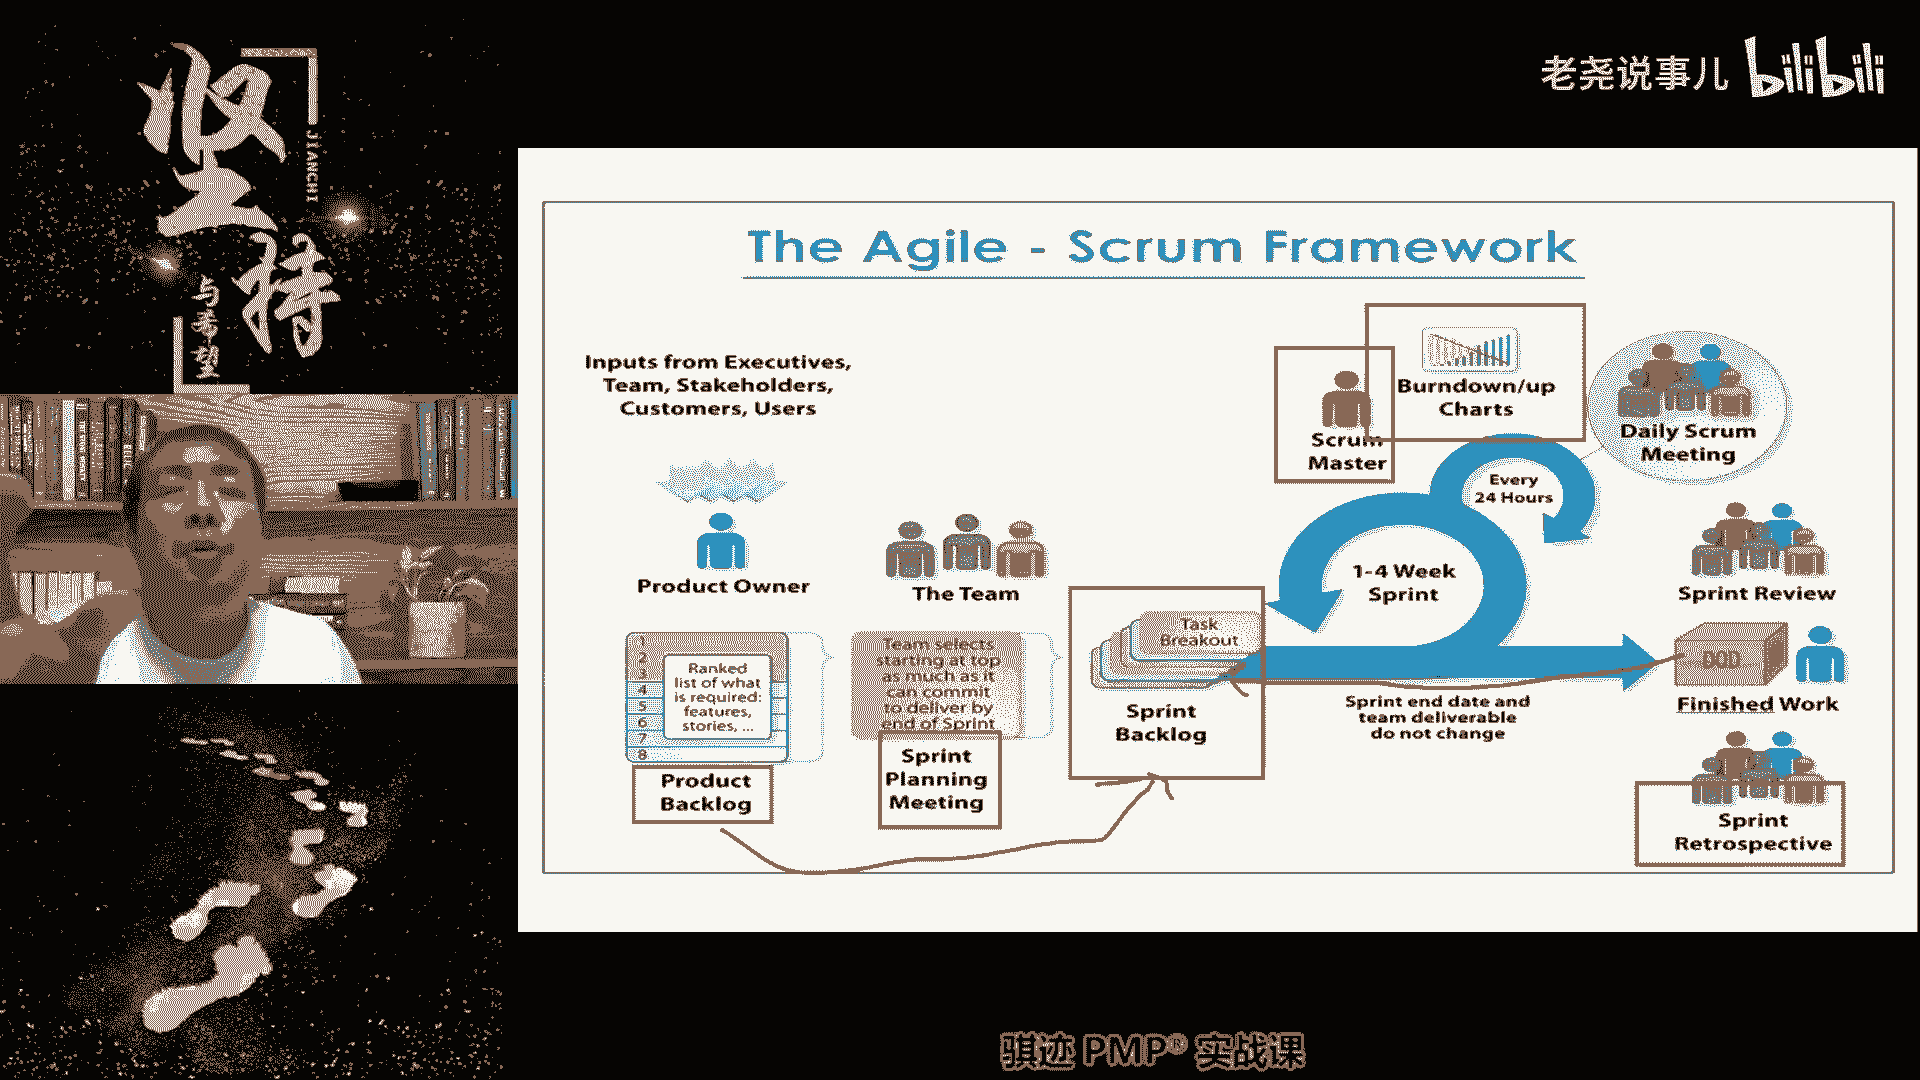 坚持
JIANCHI
与希望
老尧说事儿 bilibili
The Agile - Scrum Framework
Inputs from Executives,
Team, Stakeholders,
Customers, Users
Product Owner
The Team
1
2
3
4
5
6
7
8
Ranked
list of what
is required:
features,
stories, ...
Product
Backlog
Team selects
starting at top
as much as it
can commit
to deliver by
end of Sprint
Sprint
Planning
Meeting
Task
Breakout
Sprint
Backlog
Scrum
Master
Burndown/up
Charts
Every
24 Hours
1-4 Week
Sprint
Sprint end date and
team deliverable
do not change
Daily Scrum
Meeting
Sprint Review
DOD
Finished Work
Sprint
Retrospective
骐迹 PMP® 实战课